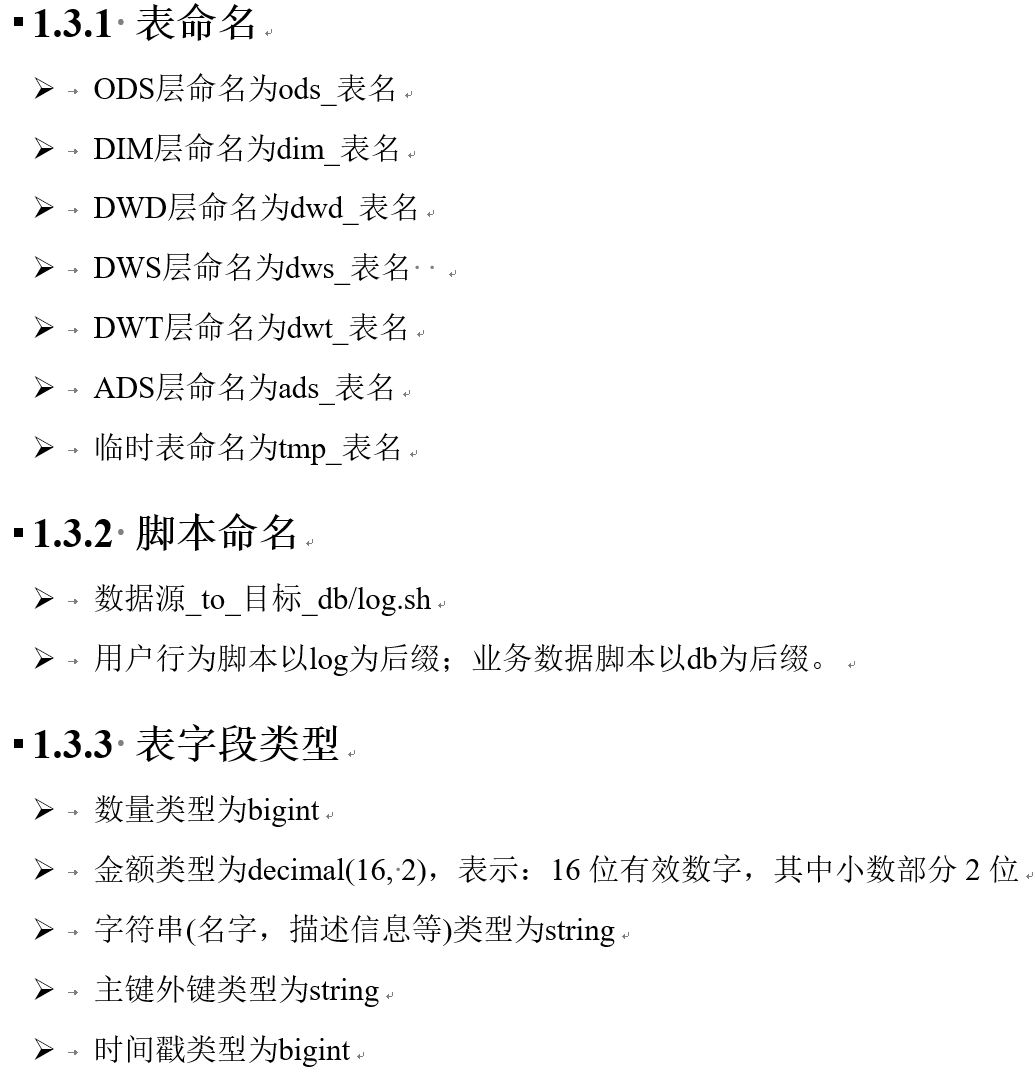 1.3.1 表命名
ODS层命名为ods_表名
DIM层命名为dim_表名
DWD层命名为dwd_表名
DWS层命名为dws_表名
DWT层命名为dwt_表名
ADS层命名为ads_表名
临时表命名为tmp_表名
1.3.2 脚本命名
数据源_to_目标_db/log.sh
用户行为脚本以log为后缀；业务数据脚本以db为后缀。
1.3.3 表字段类型
数量类型为bigint
金额类型为decimal(16, 2)，表示：16 位有效数字，其中小数部分 2 位
字符串(名字，描述信息等)类型为string
主键外键类型为string
时间戳类型为bigint